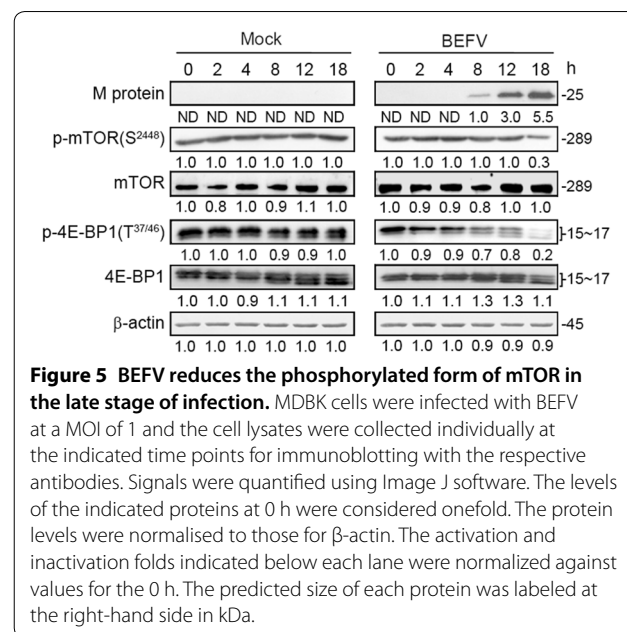 Mock BEFV
0 2 4 8 12 18 0 2 4 8 12 18 h
M protein -25
ND ND ND ND ND ND ND ND ND 1.0 3.0 5.5
p-mTOR(S2448) -289
1.0 1.0 1.0 1.0 1.0 1.0 1.0 1.0 1.0 1.0 1.0 0.3
mTOR -289
1.0 0.8 1.0 0.9 1.1 1.0 1.0 0.9 0.9 0.8 1.0 1.0
p-4E-BP1(T37/46) }15~17
1.0 1.0 1.0 0.9 0.9 1.0 1.0 0.9 0.9 0.7 0.8 0.2
4E-BP1 }15~17
1.0 1.0 0.9 1.1 1.1 1.1 1.0 1.1 1.1 1.3 1.3 1.1
β-actin -45
1.0 1.0 1.0 1.0 1.0 1.0 1.0 1.0 1.0 0.9 0.9 0.9
Figure 5 BEFV reduces the phosphorylated form of mTOR in
the late stage of infection. MDBK cells were infected with BEFV
at a MOI of 1 and the cell lysates were collected individually at
the indicated time points for immunoblotting with the respective
antibodies. Signals were quantified using Image J software. The levels
of the indicated proteins at 0 h were considered onefold. The protein
levels were normalised to those for β-actin. The activation and
inactivation folds indicated below each lane were normalized against
values for the 0 h. The predicted size of each protein was labeled at
the right-hand side in kDa.